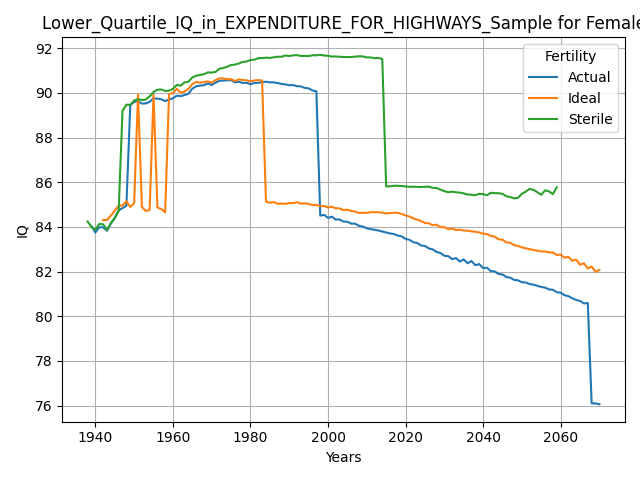 Lower_Quartile_IQ_in_EXPENDITURE_FOR_HIGHWAYS_Sample for Female
Fertility
Actual
Ideal
Sterile
IQ
92
90
88
86
84
82
80
78
76
1940
1960
1980
2000
2020
2040
2060
Years